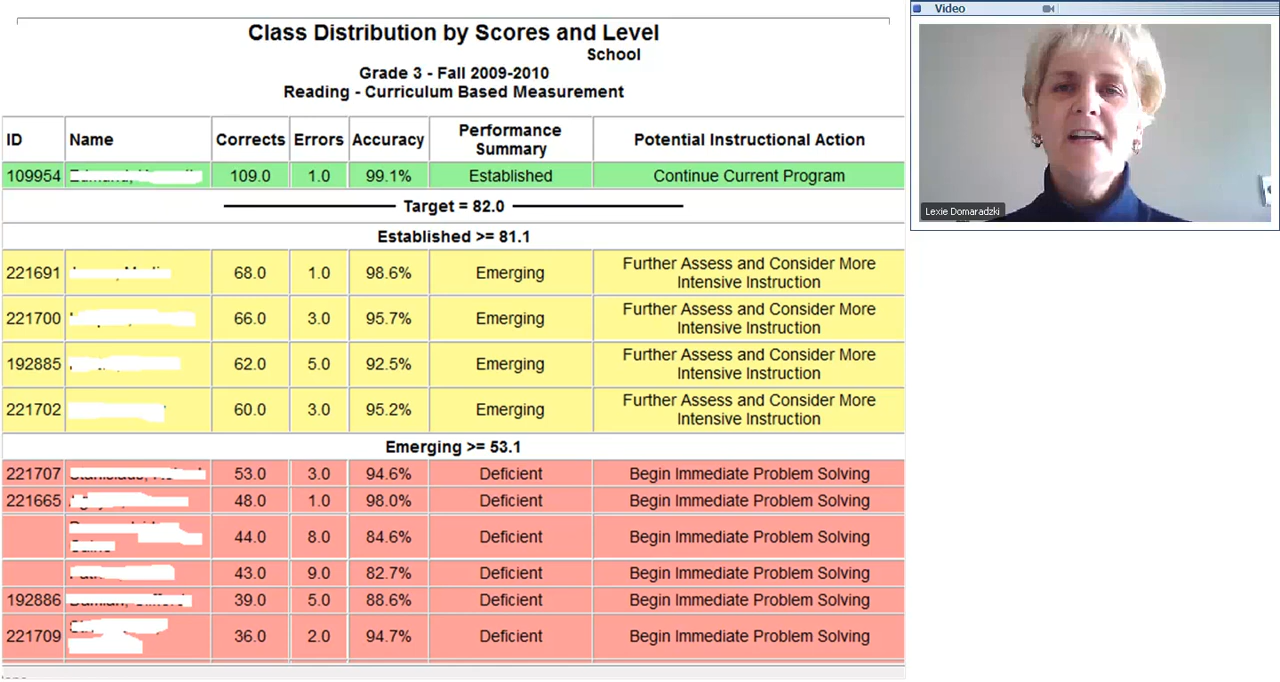 Class Distribution by Scores and Level
School
Grade 3 - Fall 2009-2010
Reading - Curriculum Based Measurement
ID Name Corrects Errors Accuracy Performance Summary Potential Instructional Action
109954 109.0 1.0 99.1% Established Continue Current Program
Target = 82.0
Established >= 81.1
221691 68.0 1.0 98.6% Emerging Further Assess and Consider More Intensive Instruction
221700 66.0 3.0 95.7% Emerging Further Assess and Consider More Intensive Instruction
192885 62.0 5.0 92.5% Emerging Further Assess and Consider More Intensive Instruction
221702 60.0 3.0 95.2% Emerging Further Assess and Consider More Intensive Instruction
Emerging >= 53.1
221707 53.0 3.0 94.6% Deficient Begin Immediate Problem Solving
221665 48.0 1.0 98.0% Deficient Begin Immediate Problem Solving
44.0 8.0 84.6% Deficient Begin Immediate Problem Solving
43.0 9.0 82.7% Deficient Begin Immediate Problem Solving
192886 39.0 5.0 88.6% Deficient Begin Immediate Problem Solving
221709 36.0 2.0 94.7% Deficient Begin Immediate Problem Solving
Video
Lexie Domaradzki